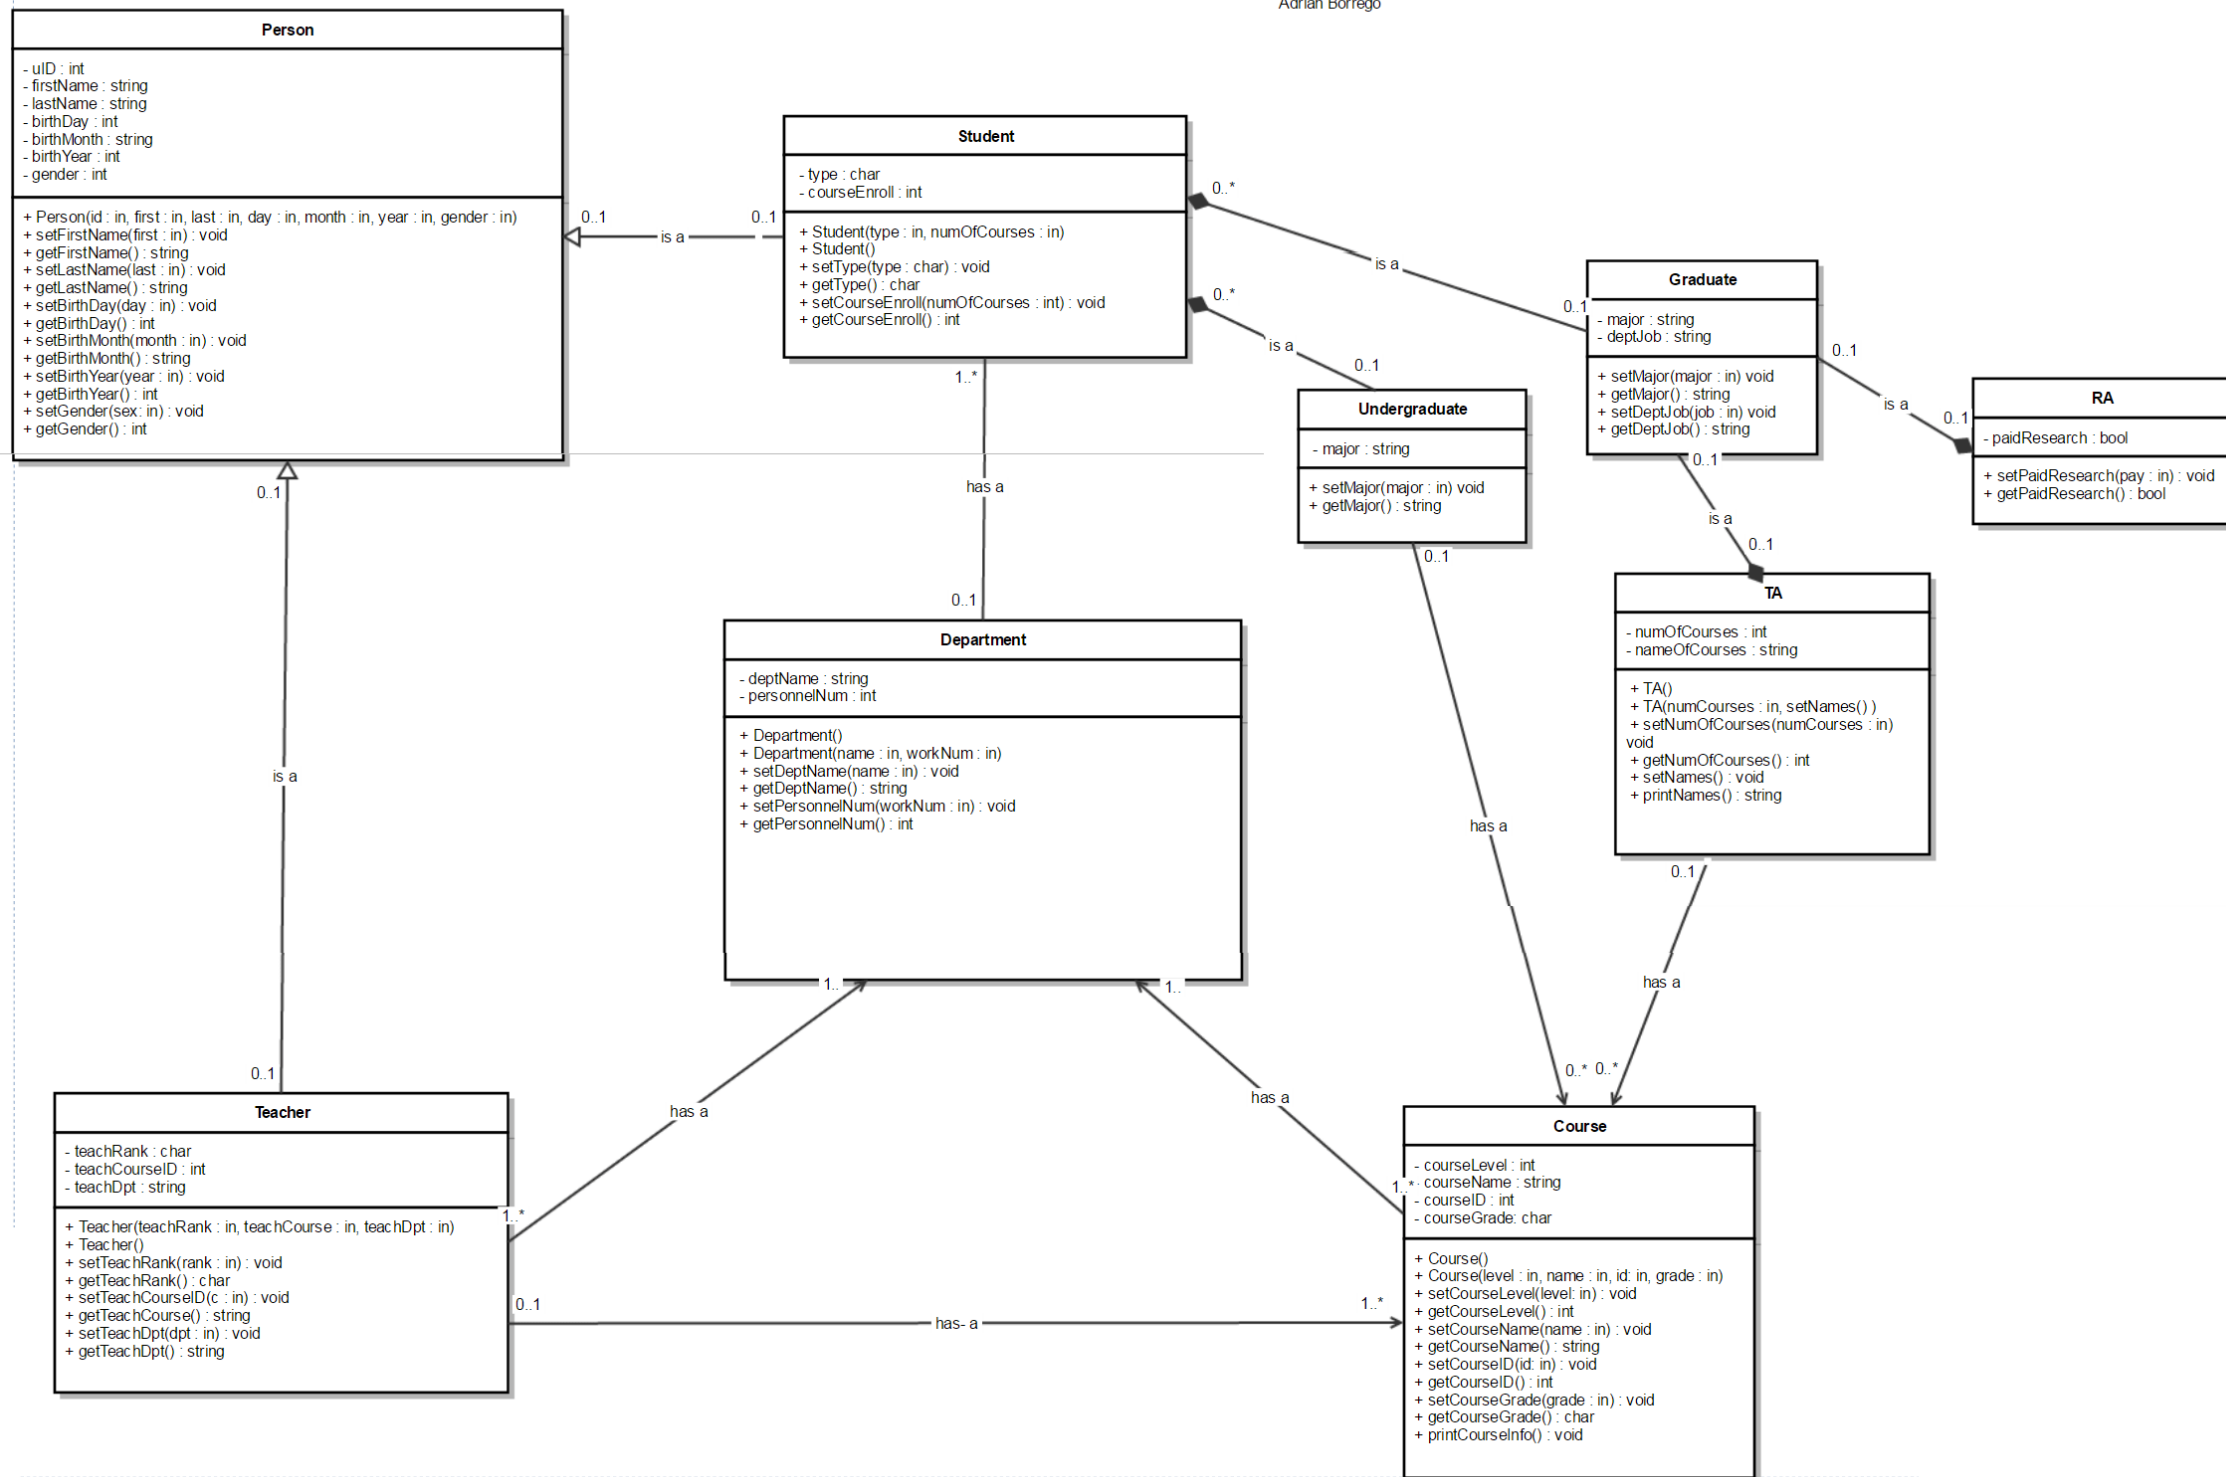 Adrian Borrego
Person
- uID : int
- firstName : string
- lastName : string
- birthDay : int
- birthMonth : string
- birthYear : int
- gender : int
+ Person(id : in, first : in, last : in, day : in, month : in, year : in, gender : in)
+ setFirstName(first : in) : void
+ getFirstName() : string
+ setLastName(last : in) : void
+ getLastName() : string
+ setBirthDay(day : in) : void
+ getBirthDay() : int
+ setBirthMonth(month : in) : void
+ getBirthMonth() : string
+ setBirthYear(year : in) : void
+ getBirthYear() : int
+ setGender(sex: in) : void
+ getGender() : int
0..1
is a
0..1
Student
- type : char
- courseEnroll : int
+ Student(type : in, numOfCourses : in)
+ Student()
+ setType(type : char) : void
+ getType() : char
+ setCourseEnroll(numOfCourses : int) : void
+ getCourseEnroll() : int
0..*
is a
0..1
0..*
is a
0..1
Graduate
- major : string
- deptJob : string
+ setMajor(major : in) void
+ getMajor() : string
+ setDeptJob(job : in) void
+ getDeptJob() : string
0..1
is a
0..1
RA
- paidResearch : bool
+ setPaidResearch(pay : in) : void
+ getPaidResearch() : bool
Undergraduate
- major : string
+ setMajor(major : in) void
+ getMajor() : string
0..1
is a
0..1
TA
- numOfCourses : int
- nameOfCourses : string
+ TA()
+ TA(numCourses : in, setNames() )
+ setNumOfCourses(numCourses : in)
void
+ getNumOfCourses() : int
+ setNames() : void
+ printNames() : string
1..*
has a
0..1
Department
- deptName : string
- personnelNum : int
+ Department()
+ Department(name : in, workNum : in)
+ setDeptName(name : in) : void
+ getDeptName() : string
+ setPersonnelNum(workNum : in) : void
+ getPersonnelNum() : int
0..1
is a
0..1
0..1
has a
0..*
0..1
has a
0..*
1..
has a
1..*
1..
has a
1..*
Teacher
- teachRank : char
- teachCourseID : int
- teachDpt : string
+ Teacher(teachRank : in, teachCourse : in, teachDpt : in)
+ Teacher()
+ setTeachRank(rank : in) : void
+ getTeachRank() : char
+ setTeachCourseID(c : in) : void
+ getTeachCourse() : string
+ setTeachDpt(dpt : in) : void
+ getTeachDpt() : string
0..1
has- a
1..*
Course
- courseLevel : int
- courseName : string
- courseID : int
- courseGrade: char
+ Course()
+ Course(level : in, name : in, id: in, grade : in)
+ setCourseLevel(level: in) : void
+ getCourseLevel() : int
+ setCourseName(name : in) : void
+ getCourseName() : string
+ setCourseID(id: in) : void
+ getCourseID() : int
+ setCourseGrade(grade : in) : void
+ getCourseGrade() : char
+ printCourseInfo() : void